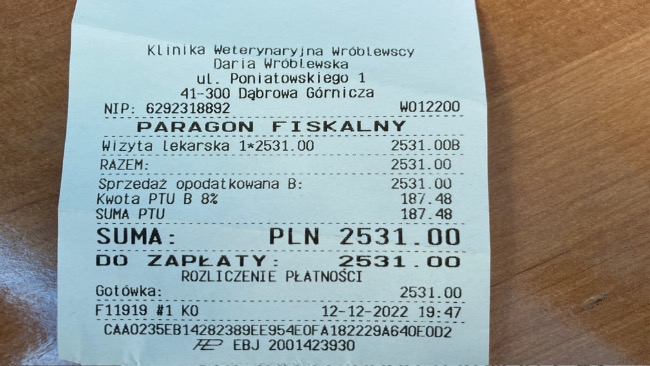 Klinika Weterynaryjna Wróblewscy
Daria Wróblewska
ul. Poniatowskiego 1
41-300 Dąbrowa Górnicza
NIP: 6292318892 W012200
PARAGON FISKALNY
Wizyta lekarska 1*2531.00 2531.00B
RAZEM: 2531.00
Sprzedaż opodatkowana B: 2531.00
Kwota PTU B 8% 187.48
SUMA PTU 187.48
SUMA: PLN 2531.00
DO ZAPŁATY: 2531.00
ROZLICZENIE PŁATNOŚCI
Gotówka: 2531.00
F11919 #1 KO 12-12-2022 19:47
CAA0235EB14282389EE954E0FA182229A640E0D2
EBJ 2001423930